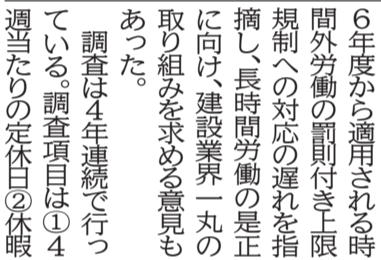 6年度から適用される時
間外労働の罰則付き上限
規制への対応の遅れを指
摘し、長時間労働の是正
に向け、建設業界一丸の
取り組みを求める意見も
あった。
調査は4年連続で行っ
ている。調査項目は①4
週当たりの定休日②休暇